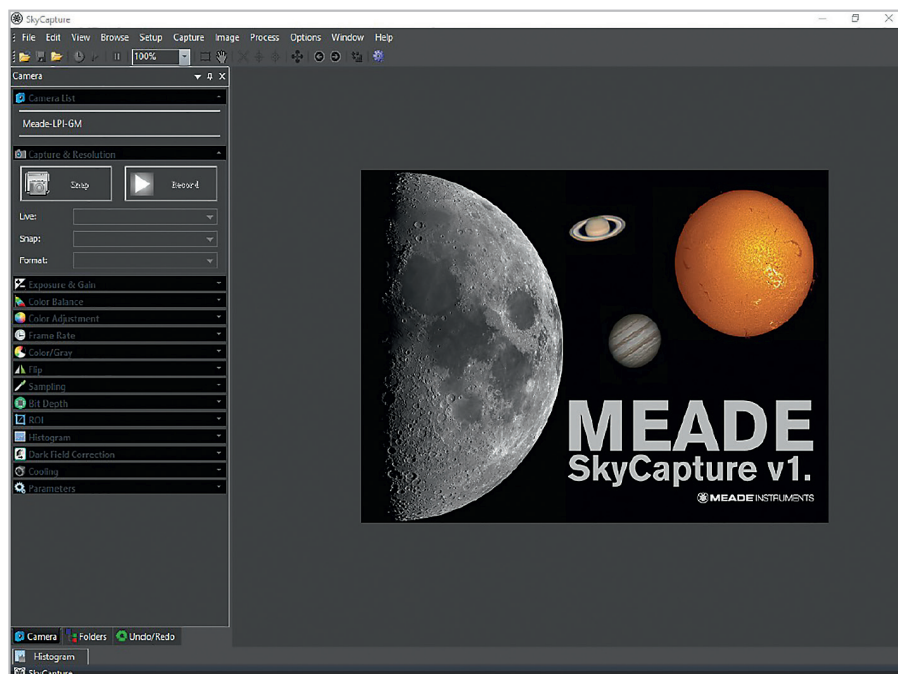 SkyCapture
File Edit View Browse Setup Capture Image Process Options Window Help
100%
Camera
Camera List
Meade-LPI-GM
Capture & Resolution
Snap Record
Live:
Snap:
Format:
Exposure & Gain
Color Balance
Color Adjustment
Frame Rate
Color/Gray
Flip
Sampling
Bit Depth
ROI
Histogram
Dark Field Correction
Cooling
Parameters
MEADE
SkyCapture v1.
MEADE INSTRUMENTS
Camera Folders Undo/Redo
Histogram
SkyCapture